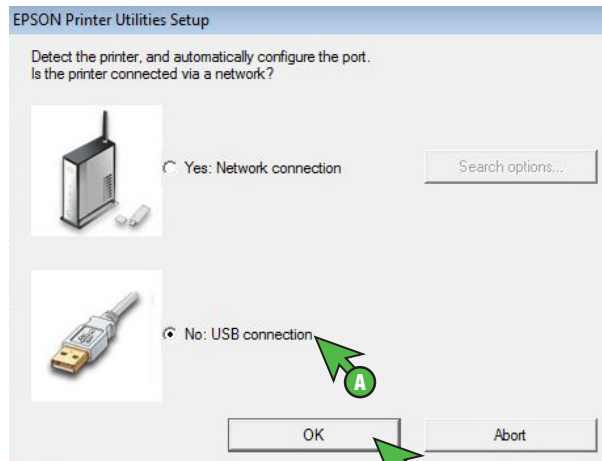 EPSON Printer Utilities Setup
Detect the printer, and automatically configure the port.
Is the printer connected via a network?
Yes: Network connection
Search options...
No: USB connection
A
OK
Abort